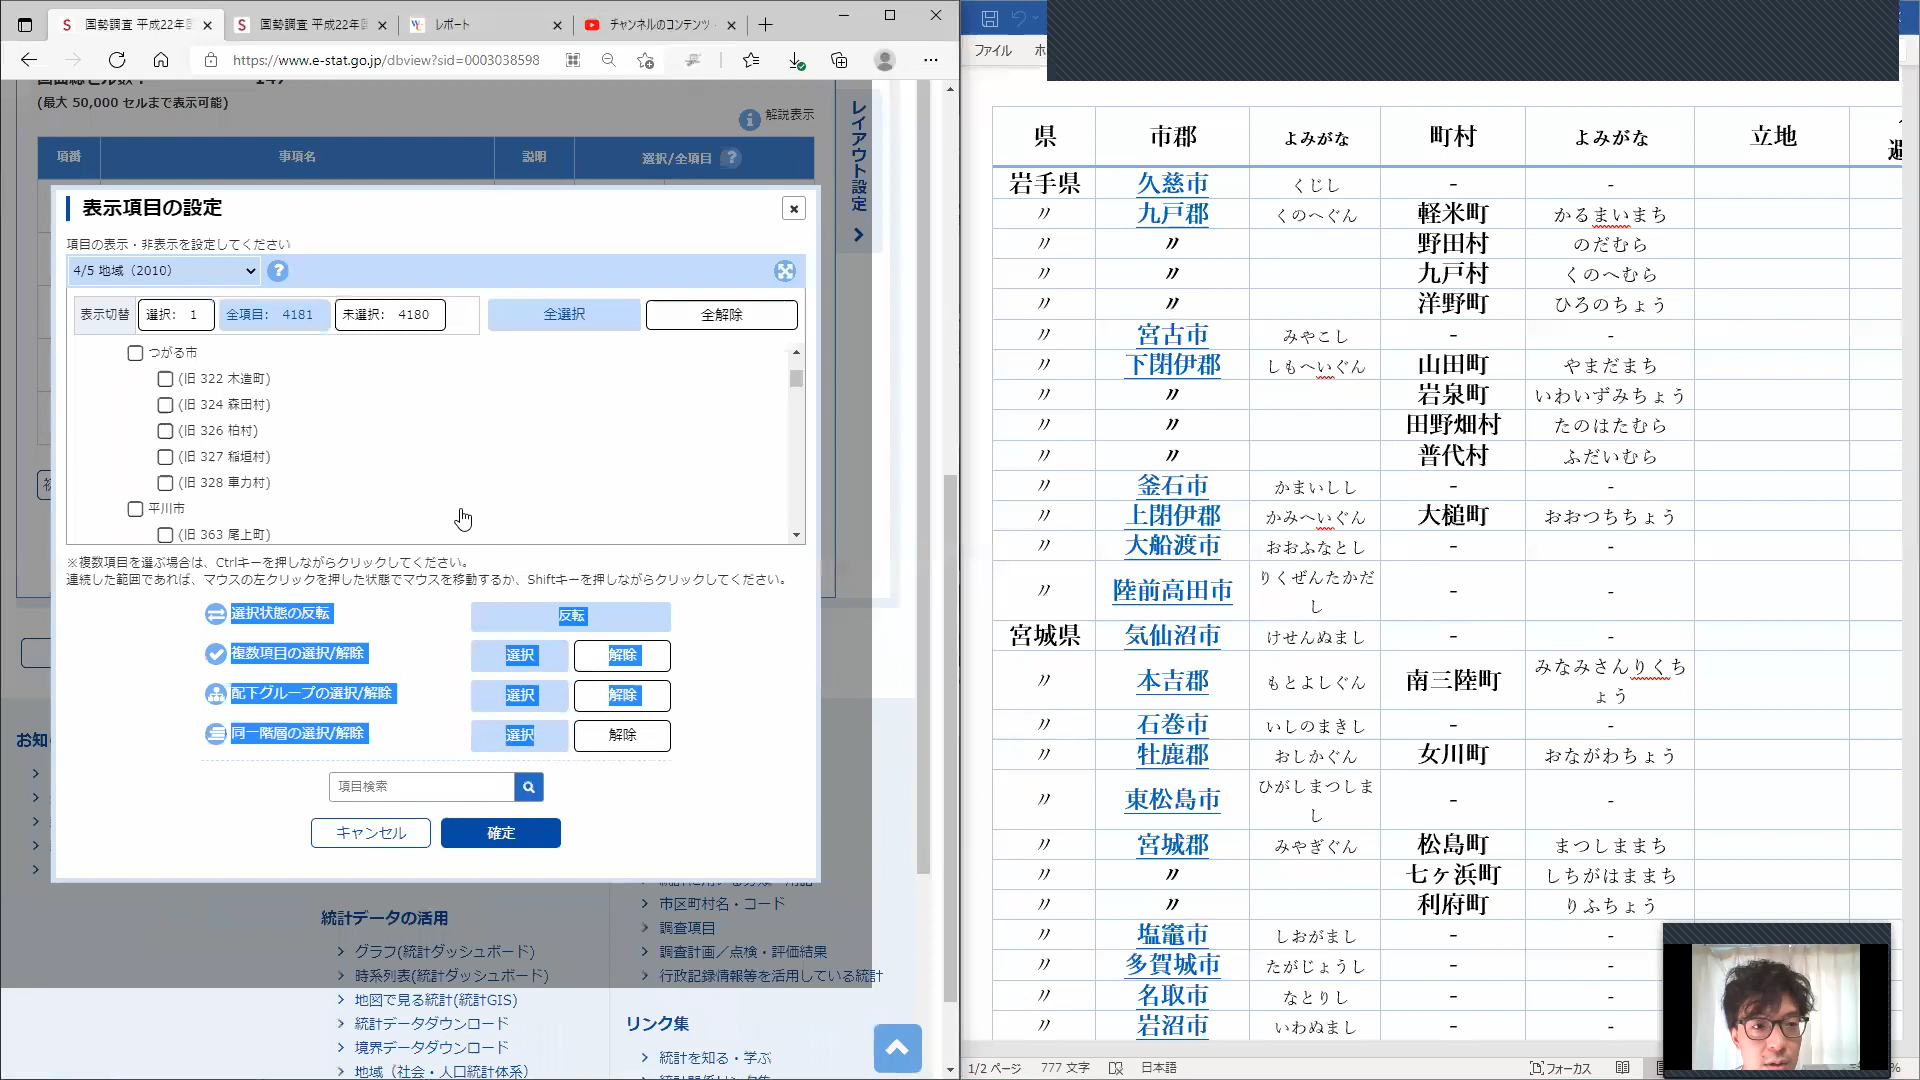 国勢調査 平成22年国
国勢調査 平成22年国
レポート
チャンネルのコンテンツ
https://www.e-stat.go.jp/dbview?sid=0003038598
(最大 50,000 セルまで表示可能)
解説表示
項番 事項名 説明 選択/全項目 ?
レイアウト設定
表示項目の設定
項目の表示・非表示を設定してください
4/5 地域（2010） ?
表示切替 選択: 1 全項目: 4181 未選択: 4180 全選択 全解除
つがる市
(旧 322 木造町)
(旧 324 森田村)
(旧 326 柏村)
(旧 327 稲垣村)
(旧 328 車力村)
平川市
(旧 363 尾上町)
※複数項目を選ぶ場合は、Ctrlキーを押しながらクリックしてください。
連続した範囲であれば、マウスの左クリックを押した状態でマウスを移動するか、Shiftキーを押しながらクリックしてください。
選択状態の反転 反転
複数項目の選択/解除 選択 解除
配下グループの選択/解除 選択 解除
同一階層の選択/解除 選択 解除
項目検索
キャンセル 確定
統計データの活用
グラフ(統計ダッシュボード)
時系列表(統計ダッシュボード)
地図で見る統計(統計GIS)
統計データダウンロード
境界データダウンロード
地域（社会・人口統計体系）
市区町村名・コード
調査項目
調査計画／点検・評価結果
行政記録情報等を活用している統計
リンク集
統計を知る・学ぶ
ファイル
県 市郡 よみがな 町村 よみがな 立地
岩手県 久慈市 くじし - -
〃 九戸郡 くのへぐん 軽米町 かるまいまち
〃 〃 野田村 のだむら
〃 〃 九戸村 くのへむら
〃 〃 洋野町 ひろのちょう
〃 宮古市 みやこし - -
〃 下閉伊郡 しもへいぐん 山田町 やまだまち
〃 〃 岩泉町 いわいずみちょう
〃 〃 田野畑村 たのはたむら
〃 〃 普代村 ふだいむら
〃 釜石市 かまいしし - -
〃 上閉伊郡 かみへいぐん 大槌町 おおつちちょう
〃 大船渡市 おおふなとし - -
〃 陸前高田市 りくぜんたかだし - -
宮城県 気仙沼市 けせんぬまし - -
〃 本吉郡 もとよしぐん 南三陸町 みなみさんりくちょう
〃 石巻市 いしのまきし - -
〃 牡鹿郡 おしかぐん 女川町 おながわちょう
〃 東松島市 ひがしまつしまし - -
〃 宮城郡 みやぎぐん 松島町 まつしままち
〃 〃 七ヶ浜町 しちがはままち
〃 〃 利府町 りふちょう
〃 塩竈市 しおがまし - -
〃 多賀城市 たがじょうし - -
〃 名取市 なとりし - -
〃 岩沼市 いわぬまし - -
1/2 ページ 777 文字 日本語 フォーカス